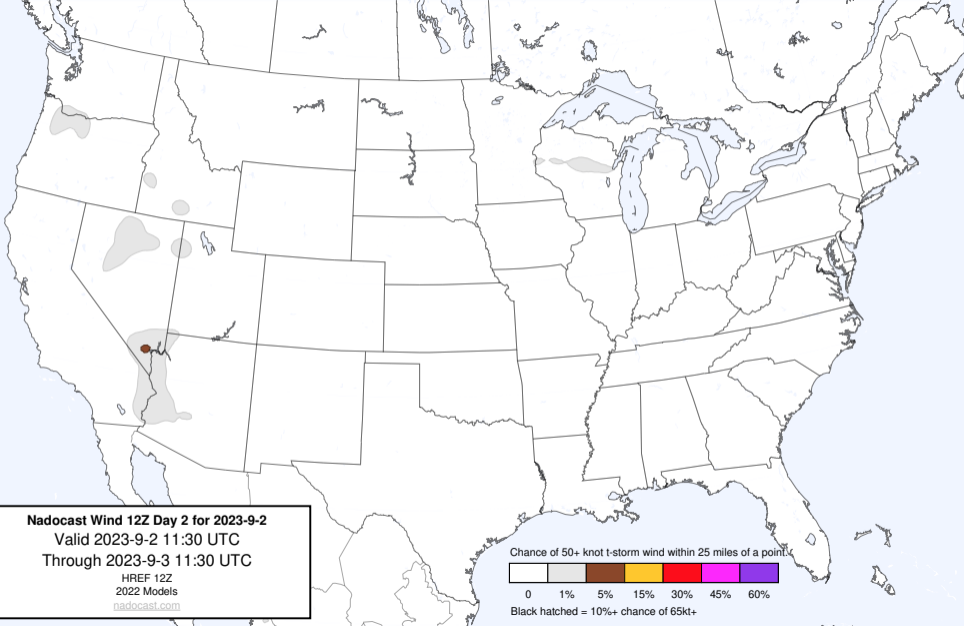 Nadocast Wind 12Z Day 2 for 2023-9-2
Valid 2023-9-2 11:30 UTC
Through 2023-9-3 11:30 UTC
HREF 12Z
2022 Models
nadocast.com
Chance of 50+ knot t-storm wind within 25 miles of a point.
0 1% 5% 15% 30% 45% 60%
Black hatched = 10%+ chance of 65kt+